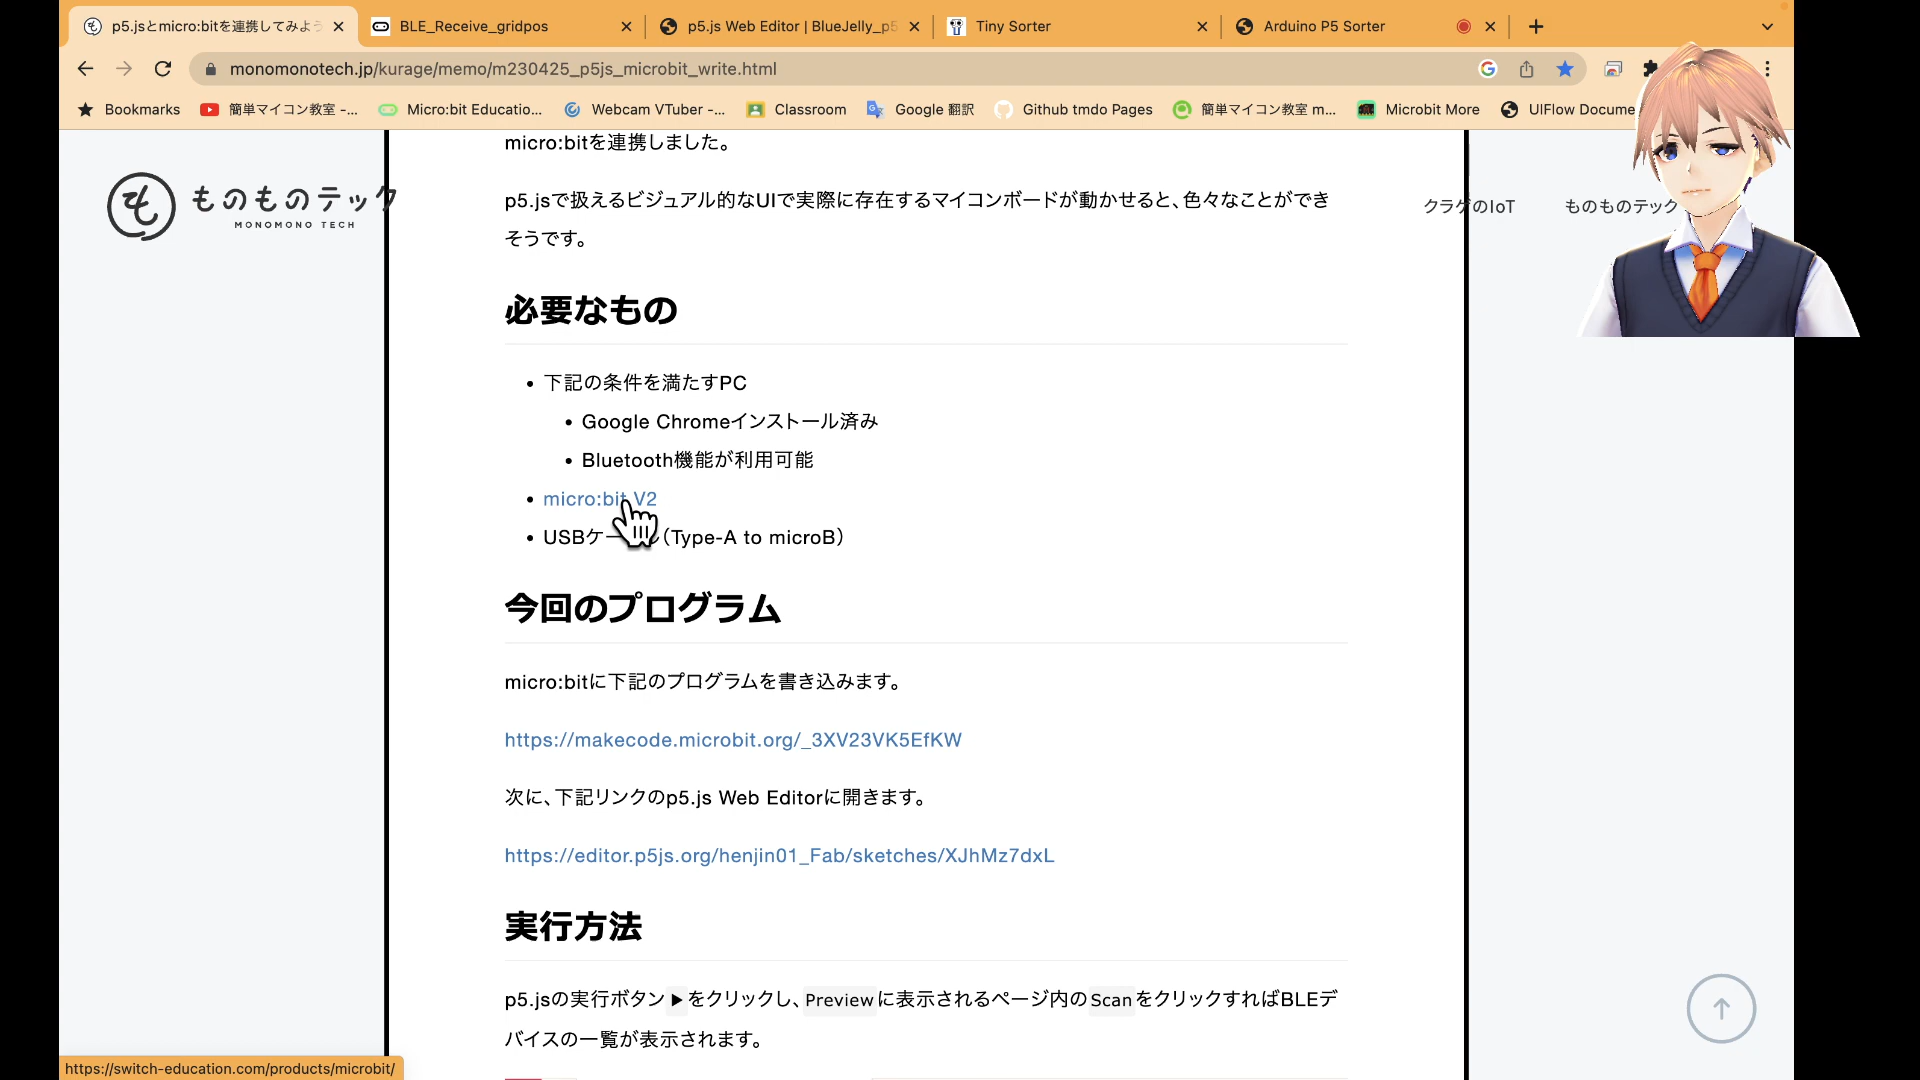 p5.jsとmicro:bitを連携してみよう
BLE_Receive_gridpos
p5.js Web Editor | BlueJelly_p5
Tiny Sorter
Arduino P5 Sorter
monomonotech.jp/kurage/memo/m230425_p5js_microbit_write.html
Bookmarks
簡単マイコン教室 -...
Micro:bit Educatio...
Webcam VTuber -...
Classroom
Google 翻訳
Github tmdo Pages
簡単マイコン教室 m...
Microbit More
UIFlow Docume
ものものテック
MONOMONO TECH
クラゲのIoT
ものものテック
micro:bitを連携しました。
p5.jsで扱えるビジュアル的なUIで実際に存在するマイコンボードが動かせると、色々なことができ
そうです。
必要なもの
下記の条件を満たすPC
Google Chromeインストール済み
Bluetooth機能が利用可能
micro:bit V2
USBケー（Type-A to microB）
今回のプログラム
micro:bitに下記のプログラムを書き込みます。
https://makecode.microbit.org/_3XV23VK5EfKW
次に、下記リンクのp5.js Web Editorに開きます。
https://editor.p5js.org/henjin01_Fab/sketches/XJhMz7dxL
実行方法
p5.jsの実行ボタン▶をクリックし、Previewに表示されるページ内のScanをクリックすればBLEデ
バイスの一覧が表示されます。
https://switch-education.com/products/microbit/